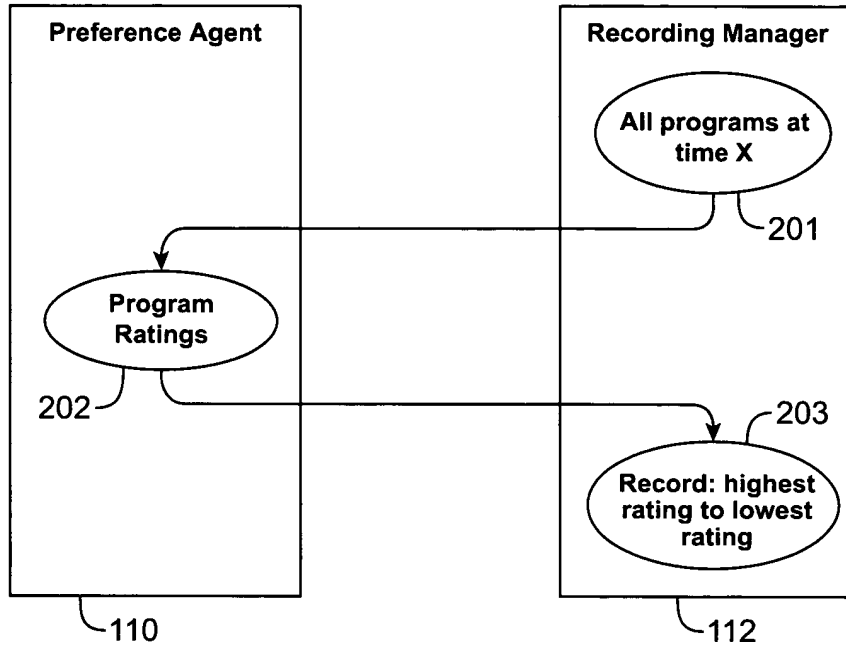 Preference Agent
Recording Manager
All programs at
time X
201
Program
Ratings
202
203
Record: highest
rating to lowest
rating
110
112